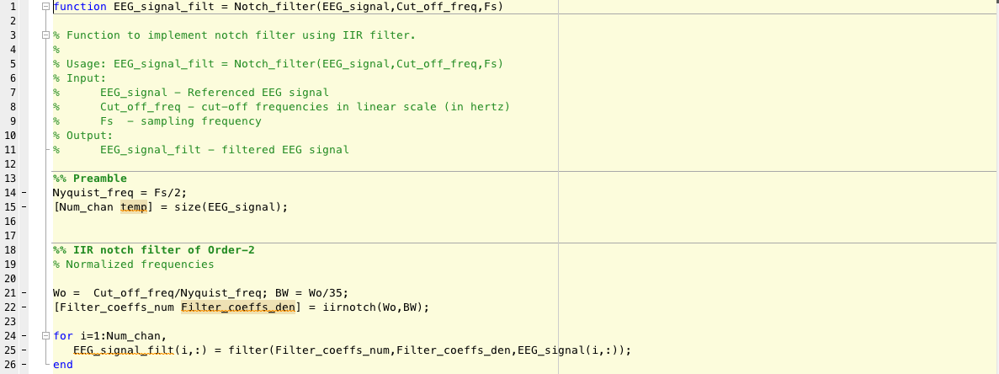 1 function EEG_signal_filt = Notch_filter(EEG_signal,Cut_off_freq,Fs)
2
3 % Function to implement notch filter using IIR filter.
4 %
5 % Usage: EEG_signal_filt = Notch_filter(EEG_signal,Cut_off_freq,Fs)
6 % Input:
7 %      EEG_signal - Referenced EEG signal
8 %      Cut_off_freq - cut-off frequencies in linear scale (in hertz)
9 %      Fs  - sampling frequency
10 % Output:
11 %      EEG_signal_filt - filtered EEG signal
12
13 %% Preamble
14 - Nyquist_freq = Fs/2;
15 - [Num_chan temp] = size(EEG_signal);
16
17
18 %% IIR notch filter of Order-2
19 % Normalized frequencies
20
21 - Wo =  Cut_off_freq/Nyquist_freq; BW = Wo/35;
22 - [Filter_coeffs_num Filter_coeffs_den] = iirnotch(Wo,BW);
23
24 - for i=1:Num_chan,
25 -    EEG_signal_filt(i,:) = filter(Filter_coeffs_num,Filter_coeffs_den,EEG_signal(i,:));
26 - end